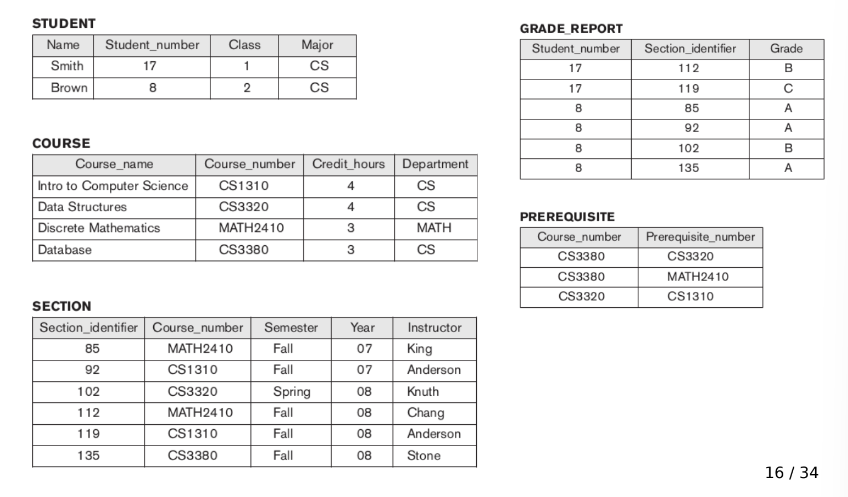 STUDENT
Name Student_number Class Major
Smith 17 1 CS
Brown 8 2 CS
COURSE
Course_name Course_number Credit_hours Department
Intro to Computer Science CS1310 4 CS
Data Structures CS3320 4 CS
Discrete Mathematics MATH2410 3 MATH
Database CS3380 3 CS
SECTION
Section_identifier Course_number Semester Year Instructor
85 MATH2410 Fall 07 King
92 CS1310 Fall 07 Anderson
102 CS3320 Spring 08 Knuth
112 MATH2410 Fall 08 Chang
119 CS1310 Fall 08 Anderson
135 CS3380 Fall 08 Stone
GRADE_REPORT
Student_number Section_identifier Grade
17 112 B
17 119 C
8 85 A
8 92 A
8 102 B
8 135 A
PREREQUISITE
Course_number Prerequisite_number
CS3380 CS3320
CS3380 MATH2410
CS3320 CS1310
16 / 34